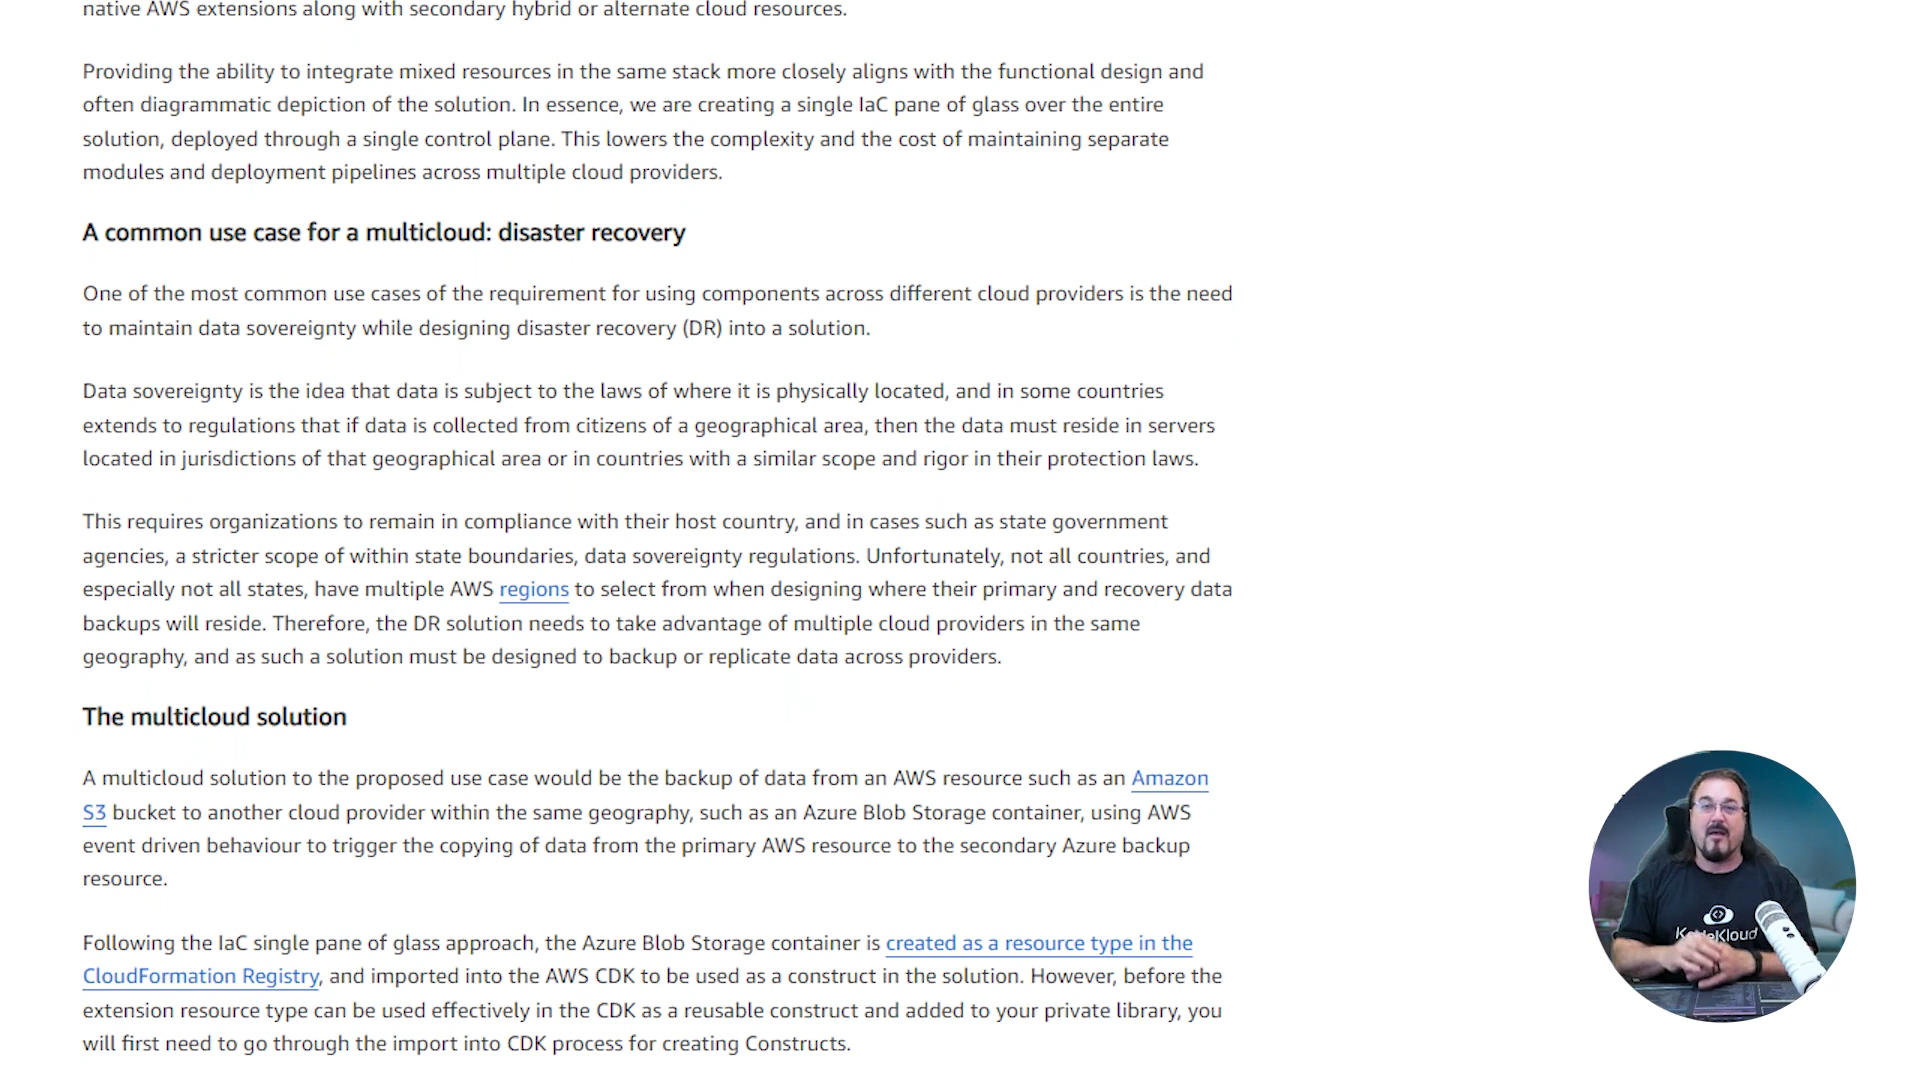 native AWS extensions along with secondary hybrid or alternate cloud resources.
Providing the ability to integrate mixed resources in the same stack more closely aligns with the functional design and
often diagrammatic depiction of the solution. In essence, we are creating a single IaC pane of glass over the entire
solution, deployed through a single control plane. This lowers the complexity and the cost of maintaining separate
modules and deployment pipelines across multiple cloud providers.
A common use case for a multicloud: disaster recovery
One of the most common use cases of the requirement for using components across different cloud providers is the need
to maintain data sovereignty while designing disaster recovery (DR) into a solution.
Data sovereignty is the idea that data is subject to the laws of where it is physically located, and in some countries
extends to regulations that if data is collected from citizens of a geographical area, then the data must reside in servers
located in jurisdictions of that geographical area or in countries with a similar scope and rigor in their protection laws.
This requires organizations to remain in compliance with their host country, and in cases such as state government
agencies, a stricter scope of within state boundaries, data sovereignty regulations. Unfortunately, not all countries, and
especially not all states, have multiple AWS regions to select from when designing where their primary and recovery data
backups will reside. Therefore, the DR solution needs to take advantage of multiple cloud providers in the same
geography, and as such a solution must be designed to backup or replicate data across providers.
The multicloud solution
A multicloud solution to the proposed use case would be the backup of data from an AWS resource such as an Amazon
S3 bucket to another cloud provider within the same geography, such as an Azure Blob Storage container, using AWS
event driven behaviour to trigger the copying of data from the primary AWS resource to the secondary Azure backup
resource.
Following the IaC single pane of glass approach, the Azure Blob Storage container is created as a resource type in the
CloudFormation Registry, and imported into the AWS CDK to be used as a construct in the solution. However, before the
extension resource type can be used effectively in the CDK as a reusable construct and added to your private library, you
will first need to go through the import into CDK process for creating Constructs.